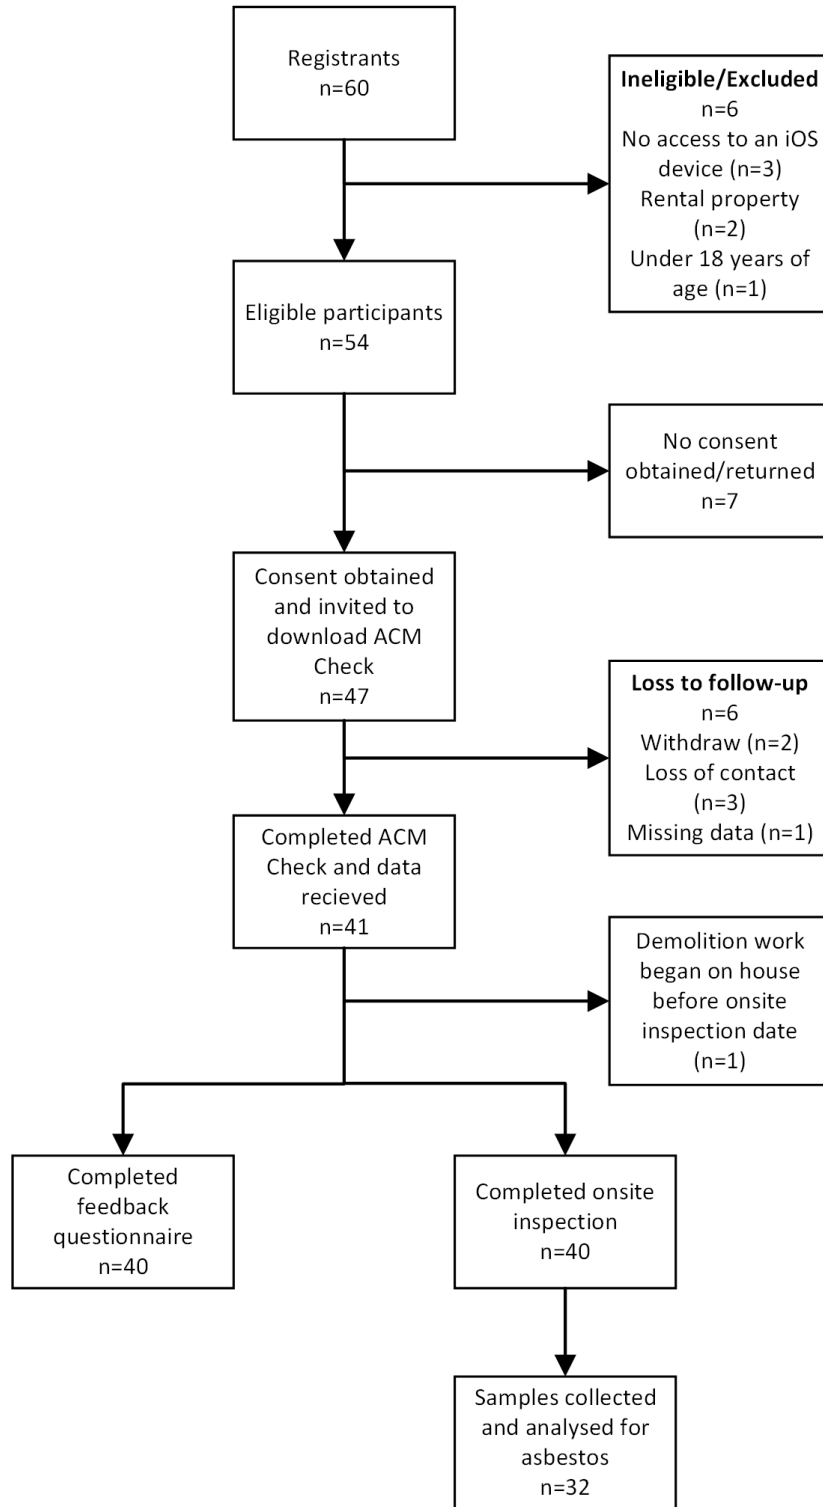 Registrants
n=60
Ineligible/Excluded
n=6
No access to an iOS
device (n=3)
Rental property
(n=2)
Under 18 years of
age (n=1)
Eligible participants
n=54
No consent
obtained/returned
n=7
Consent obtained
and invited to
download ACM
Check
n=47
Loss to follow-up
n=6
Withdraw (n=2)
Loss of contact
(n=3)
Missing data (n=1)
Completed ACM
Check and data
recieved
n=41
Demolition work
began on house
before onsite
inspection date
(n=1)
Completed
feedback
questionnaire
n=40
Completed onsite
inspection
n=40
Samples collected
and analysed for
asbestos
n=32